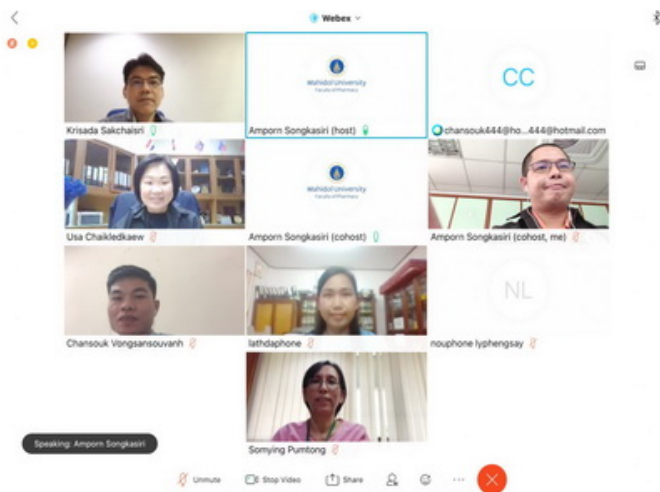 Webex
Krisada Sakchaisri
Mahidol University
Faculty of Pharmacy
Amporn Songkasiri (host)
CC
chansouk444@ho...444@hotmail.com
Usa Chaikledkaew
Mahidol University
Faculty of Pharmacy
Amporn Songkasiri (cohost)
Amporn Songkasiri (cohost, me)
Chansouk Vongsansouvanh
lathdaphone
NL
nouphone lyphengsay
Somying Pumtong
Speaking: Amporn Songkasiri
Unmute
Stop Video
Share